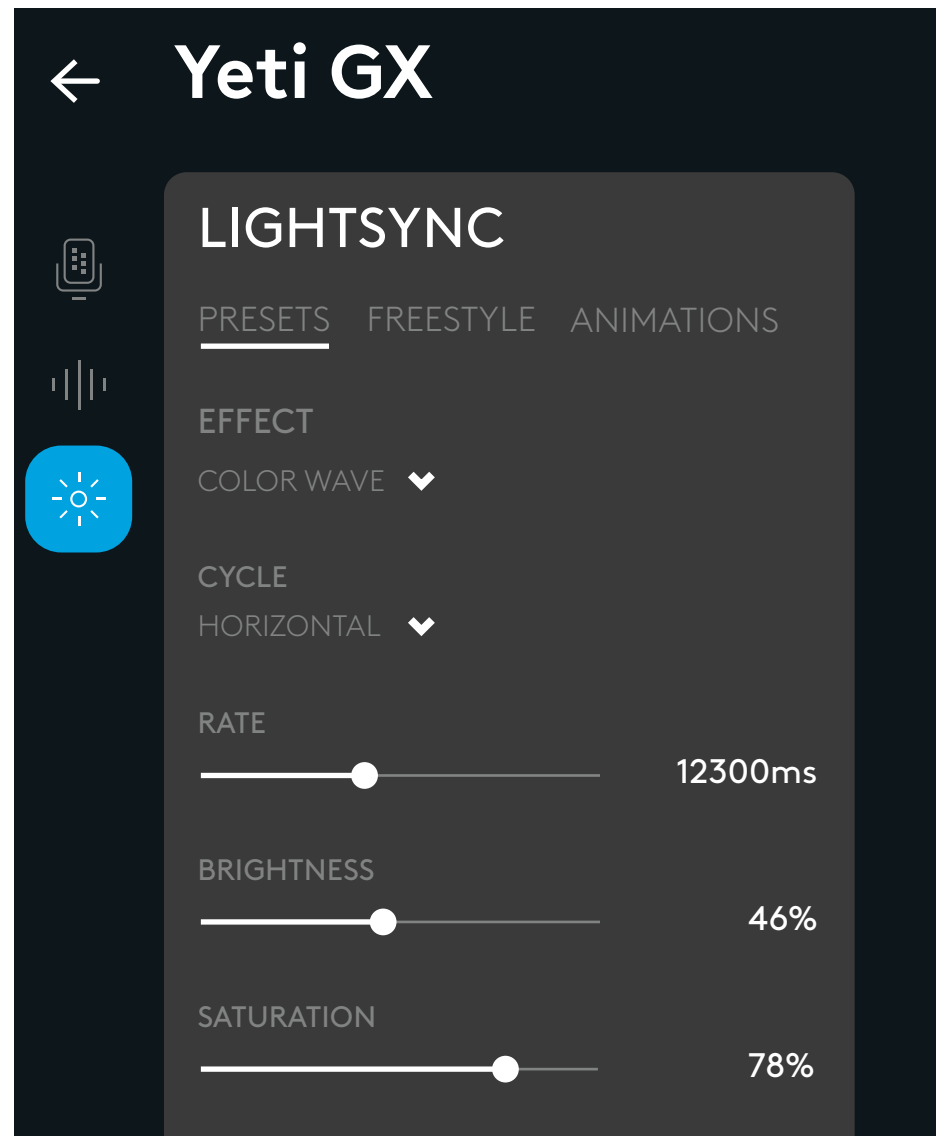 Yeti GX
LIGHTSYNC
PRESETS FREESTYLE ANIMATIONS
EFFECT
COLOR WAVE
CYCLE
HORIZONTAL
RATE
12300ms
BRIGHTNESS
46%
SATURATION
78%